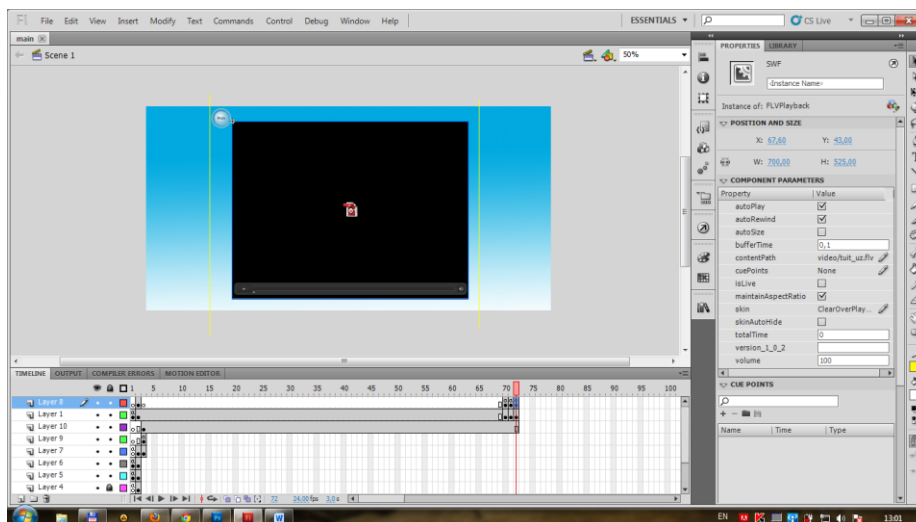 Fl File Edit View Insert Modify Text Commands Control Debug Window Help ESSENTIALS CS Live
main
Scene 1 50%
PROPERTIES LIBRARY
SWF
<Instance Name>
Instance of: FLVPlayback
POSITION AND SIZE
X: 67,60 Y: 43,00
W: 700,00 H: 525,00
COMPONENT PARAMETERS
Property Value
autoPlay
autoRewind
autoSize
bufferTime 0,1
contentPath video/tuit_uz.flv
cuePoints None
isLive
maintainAspectRatio
skin ClearOverPlay...
skinAutoHide
totalTime 0
version_1_0_2
volume 100
CUE POINTS
Name Time Type
TIMELINE OUTPUT COMPILER ERRORS MOTION EDITOR
1 5 10 15 20 25 30 35 40 45 50 55 60 65 70 75 80 85 90 95 100
Layer 8
Layer 1
Layer 10
Layer 9
Layer 7
Layer 6
Layer 5
Layer 4
72 24,00 fps 3,0 s
EN 13:01